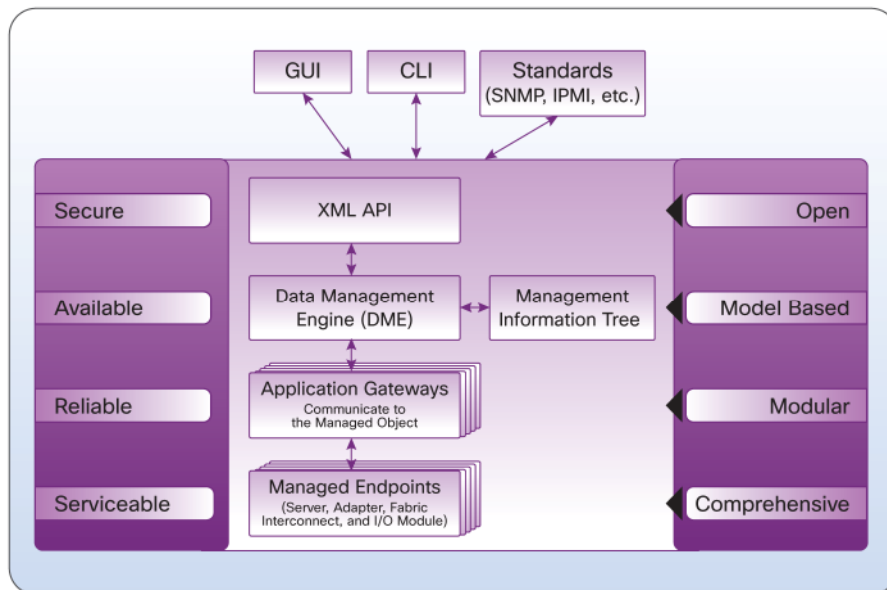 GUI
CLI
Standards
(SNMP, IPMI, etc.)
Secure
XML API
Open
Available
Data Management
Engine (DME)
Management
Information Tree
Model Based
Reliable
Application Gateways
Communicate to
the Managed Object
Modular
Serviceable
Managed Endpoints
(Server, Adapter, Fabric
Interconnect, and I/O Module)
Comprehensive